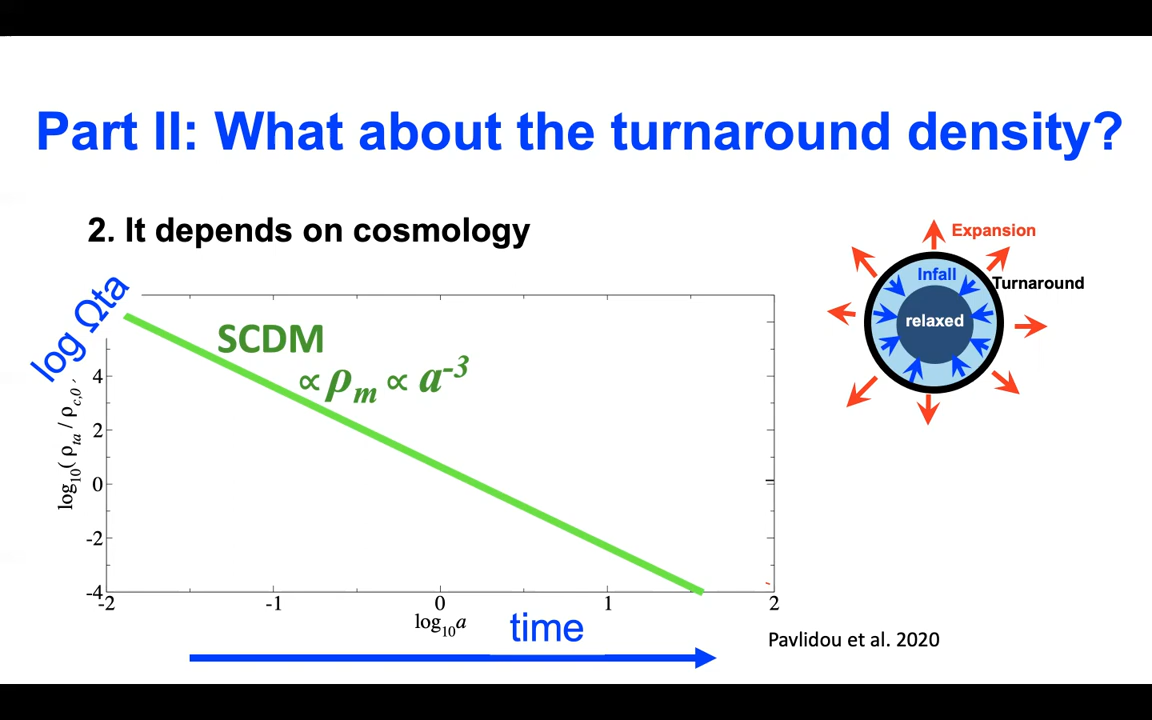 Part II: What about the turnaround density?
2. It depends on cosmology
log Ωta
SCDM
∝ρm ∝ a-3
log10(ρta / ρc,0)
4
2
0
-2
-4
-2
-1
0
1
2
log10a
time
Expansion
Infall
Turnaround
relaxed
Pavlidou et al. 2020